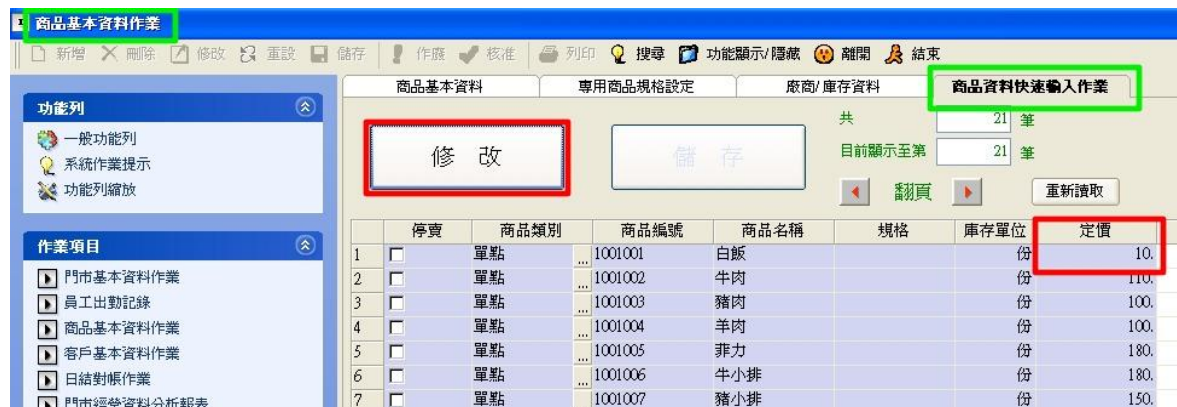 商品基本資料作業
新增 刪除 修改 重設 儲存 作廢 核准 列印 搜尋 功能顯示/隱藏 離開 結束
功能列
一般功能列
系統作業提示
功能列縮放
作業項目
門市基本資料作業
員工出勤記錄
商品基本資料作業
客戶基本資料作業
日結對帳作業
門市經營資料分析報表
商品基本資料 專用商品規格設定 廠商/庫存資料 商品資料快速輸入作業
修 改 儲 存
共 21 筆
目前顯示至第 21 筆
翻頁 重新讀取
停賣 商品類別 商品編號 商品名稱 規格 庫存單位 定價
1 單點 ... 1001001 白飯 份 10.
2 單點 ... 1001002 牛肉 份 110.
3 單點 ... 1001003 豬肉 份 100.
4 單點 ... 1001004 羊肉 份 100.
5 單點 ... 1001005 菲力 份 180.
6 單點 ... 1001006 牛小排 份 180.
7 單點 ... 1001007 豬小排 份 150.